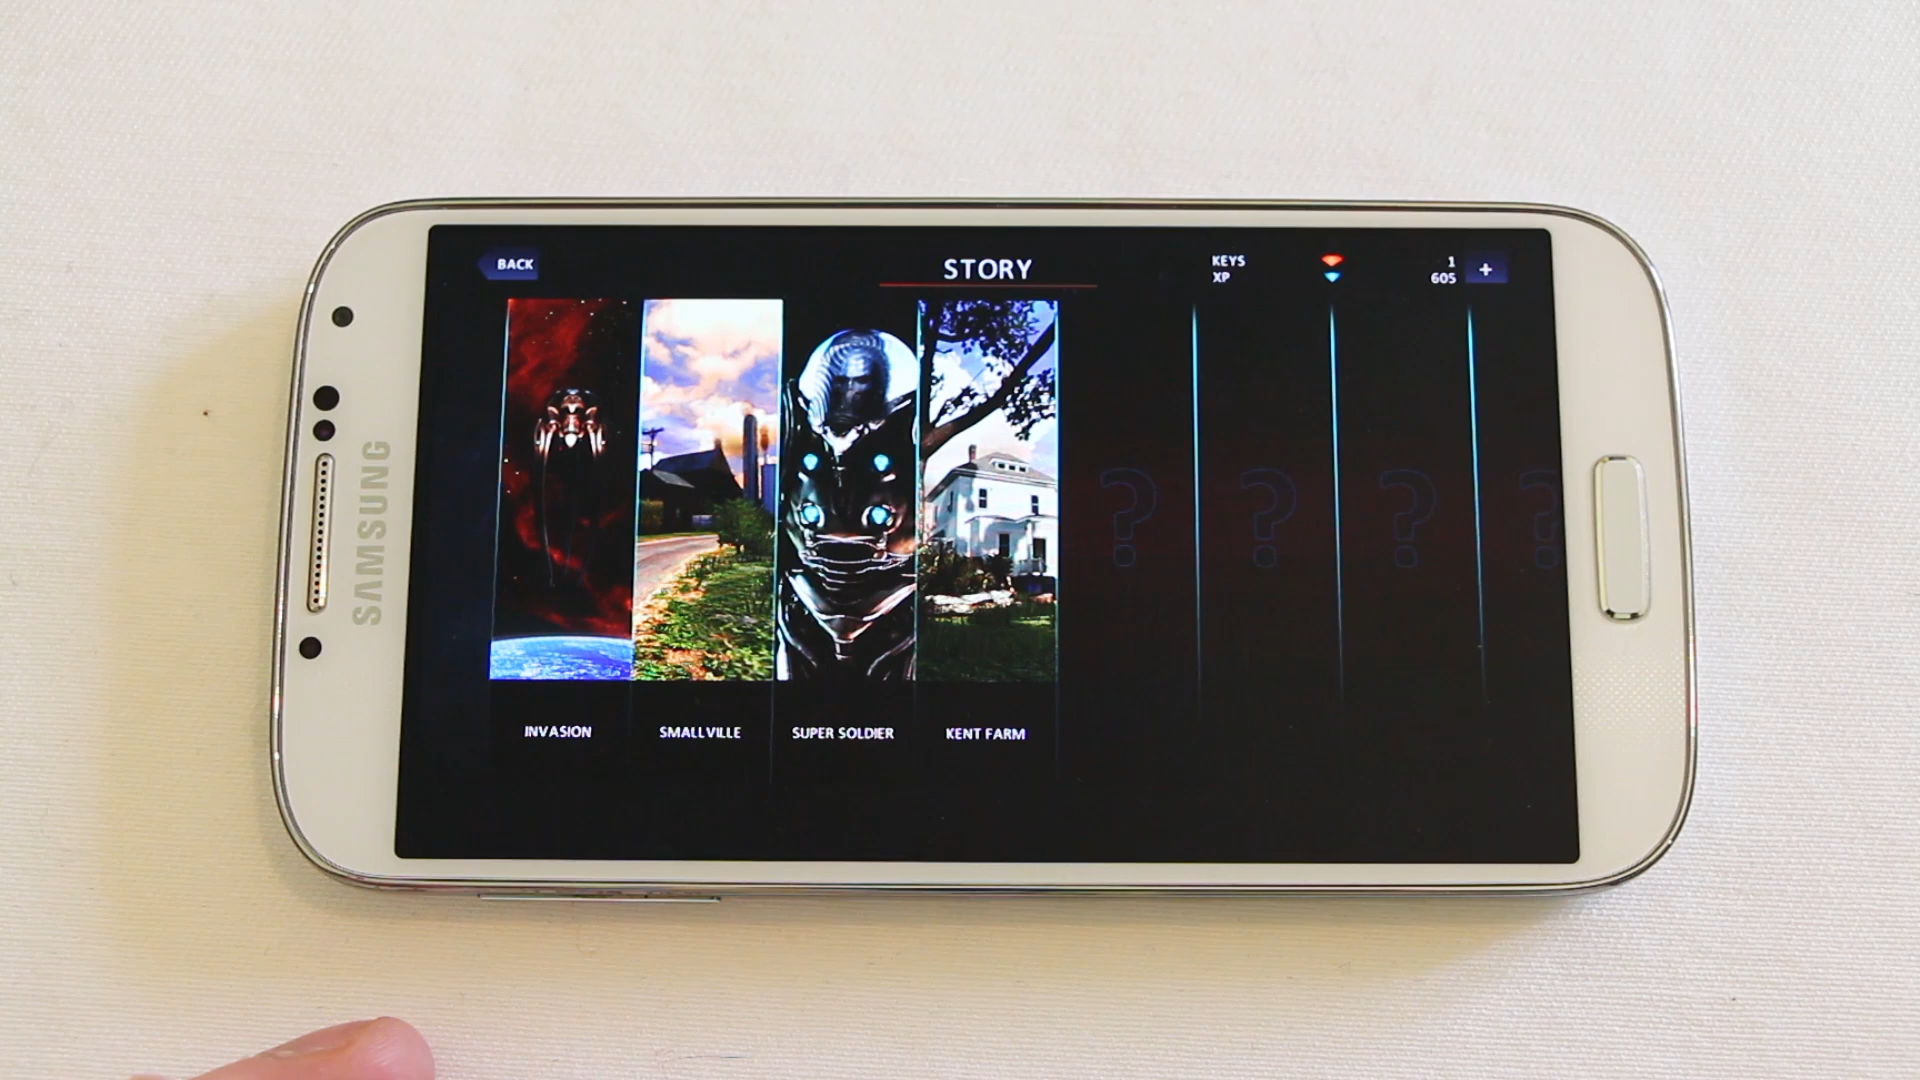 BACK
STORY
KEYS 1
XP 605
+
SAMSUNG
? ? ? ?
INVASION
SMALLVILLE
SUPER SOLDIER
KENT FARM